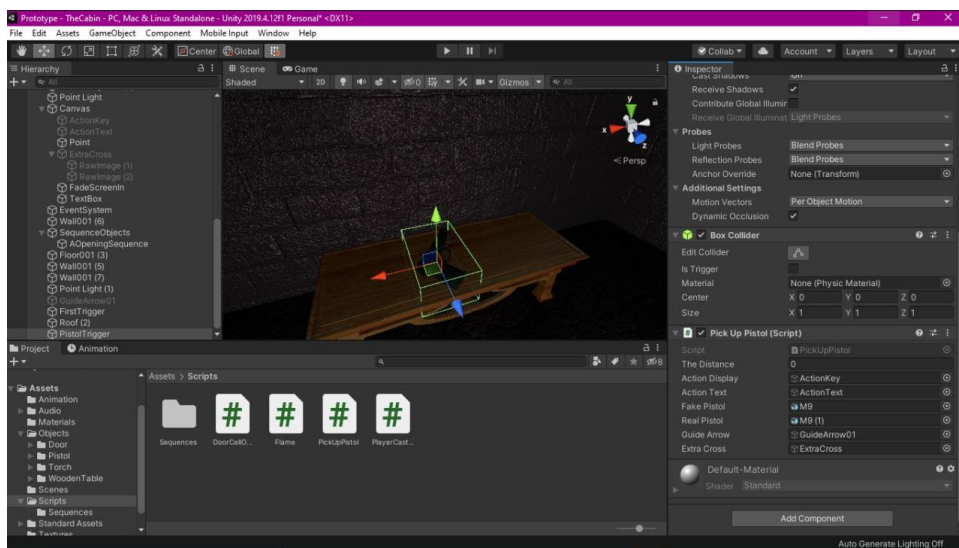 Prototype - TheCabin - PC, Mac & Linux Standalone - Unity 2019.4.12f1 Personal* <DX11>
File Edit Assets GameObject Component Mobile Input Window Help
Center Global Collab Account Layers Layout
Hierarchy
All
Point Light
Canvas
ActionKey
ActionText
Point
ExtraCross
RawImage (1)
RawImage (2)
FadeScreenIn
TextBox
EventSystem
Wall001 (6)
SequenceObjects
AOpeningSequence
Floor001 (3)
Wall001 (5)
Wall001 (7)
Point Light (1)
GuideArrow01
FirstTrigger
Roof (2)
PistolTrigger
Scene Game
Shaded 2D 0 Gizmos All
y
x
z
Persp
Inspector
Cast Shadows On
Receive Shadows
Contribute Global Illumir
Receive Global Illuminat Light Probes
Probes
Light Probes Blend Probes
Reflection Probes Blend Probes
Anchor Override None (Transform)
Additional Settings
Motion Vectors Per Object Motion
Dynamic Occlusion
Box Collider
Edit Collider
Is Trigger
Material None (Physic Material)
Center X 0 Y 0 Z 0
Size X 1 Y 1 Z 1
Pick Up Pistol (Script)
Script PickUpPistol
The Distance 0
Action Display ActionKey
Action Text ActionText
Fake Pistol M9
Real Pistol M9 (1)
Guide Arrow GuideArrow01
Extra Cross ExtraCross
Default-Material
Shader Standard
Add Component
Project Animation
8
Assets
Animation
Audio
Materials
Objects
Door
Pistol
Torch
WoodenTable
Scenes
Scripts
Sequences
Standard Assets
Textures
Assets > Scripts
Sequences DoorCellO... Flame PickUpPistol PlayerCast...
Auto Generate Lighting Off